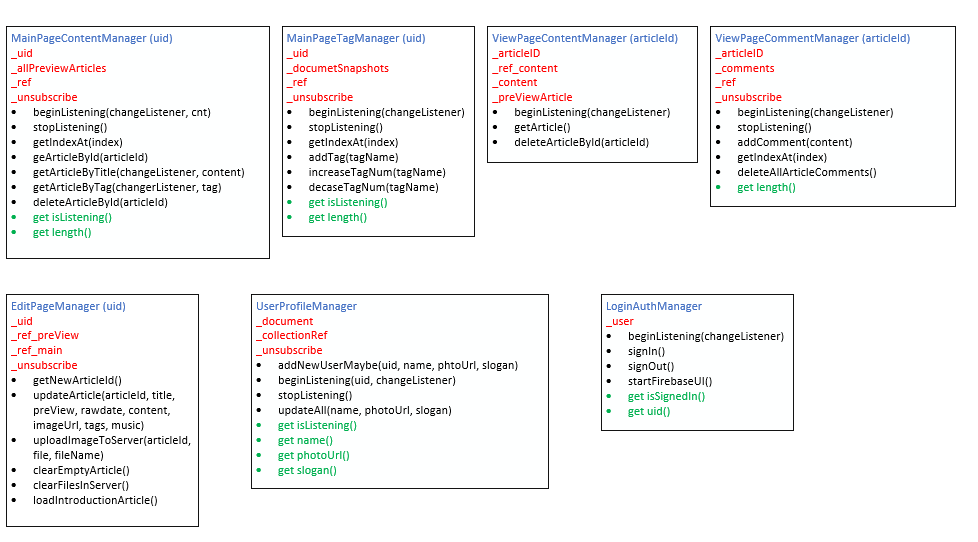 MainPageContentManager (uid)
_uid
_allPreviewArticles
_ref
_unsubscribe
• beginListening(changeListener, cnt)
• stopListening()
• getIndexAt(index)
• geArticleById(articleId)
• getArticleByTitle(changeListener, content)
• getArticleByTag(changerListener, tag)
• deleteArticleById(articleId)
• get isListening()
• get length()
MainPageTagManager (uid)
_uid
_documetSnapshots
_ref
_unsubscribe
• beginListening(changeListener)
• stopListening()
• getIndexAt(index)
• addTag(tagName)
• increaseTagNum(tagName)
• decaseTagNum(tagName)
• get isListening()
• get length()
ViewPageContentManager (articleId)
_articleID
_ref_content
_content
_preViewArticle
• beginListening(changeListener)
• getArticle()
• deleteArticleById(articleId)
ViewPageCommentManager (articleId)
_articleID
_comments
_ref
_unsubscribe
• beginListening(changeListener)
• stopListening()
• addComment(content)
• getIndexAt(index)
• deleteAllArticleComments()
• get length()
EditPageManager (uid)
_uid
_ref_preView
_ref_main
_unsubscribe
• getNewArticleId()
• updateArticle(articleId, title,
preView, rawdate, content,
imageUrl, tags, music)
• uploadImageToServer(articleId,
file, fileName)
• clearEmptyArticle()
• clearFilesInServer()
• loadIntroductionArticle()
UserProfileManager
_document
_collectionRef
_unsubscribe
• addNewUserMaybe(uid, name, phtoUrl, slogan)
• beginListening(uid, changeListener)
• stopListening()
• updateAll(name, photoUrl, slogan)
• get isListening()
• get name()
• get photoUrl()
• get slogan()
LoginAuthManager
_user
• beginListening(changeListener)
• signIn()
• signOut()
• startFirebaseUI()
• get isSignedIn()
• get uid()